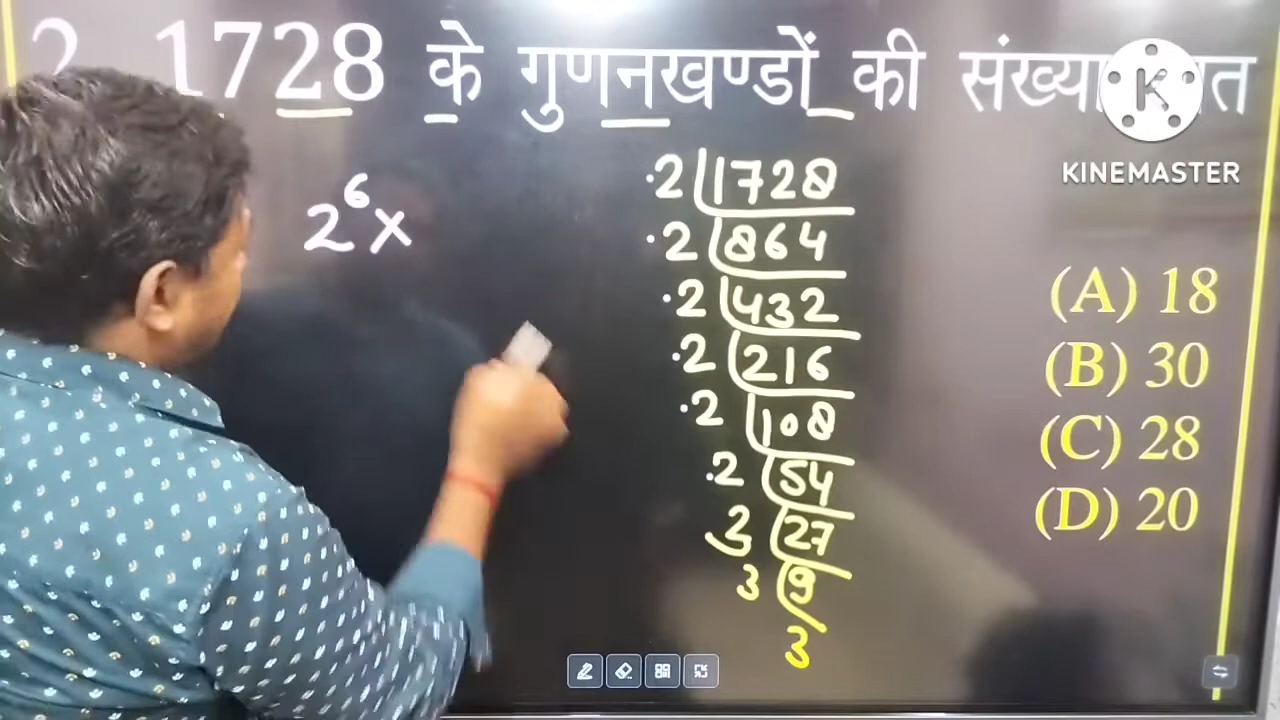 2 1728 के गुणनखण्डों की संख्या
KINEMASTER
2⁶ x
2 1728
2 864
2 432
2 216
2 108
2 54
3 27
3 9
3
(A) 18
(B) 30
(C) 28
(D) 20